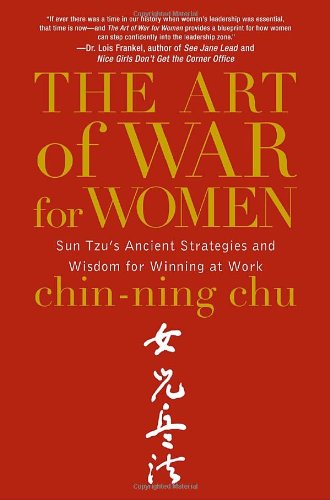 "If ever there was a time in our history when women's leadership was essential,
that time is now—and The Art of War for Women provides a blueprint for how women
can step confidently into the leadership zone."
—Dr. Lois Frankel, author of See Jane Lead and
Nice Girls Don't Get the Corner Office
THE ART
of WAR
for WOMEN
Sun Tzu's Ancient Strategies and
Wisdom for Winning at Work
chin-ning chu
女
兒
兵
法